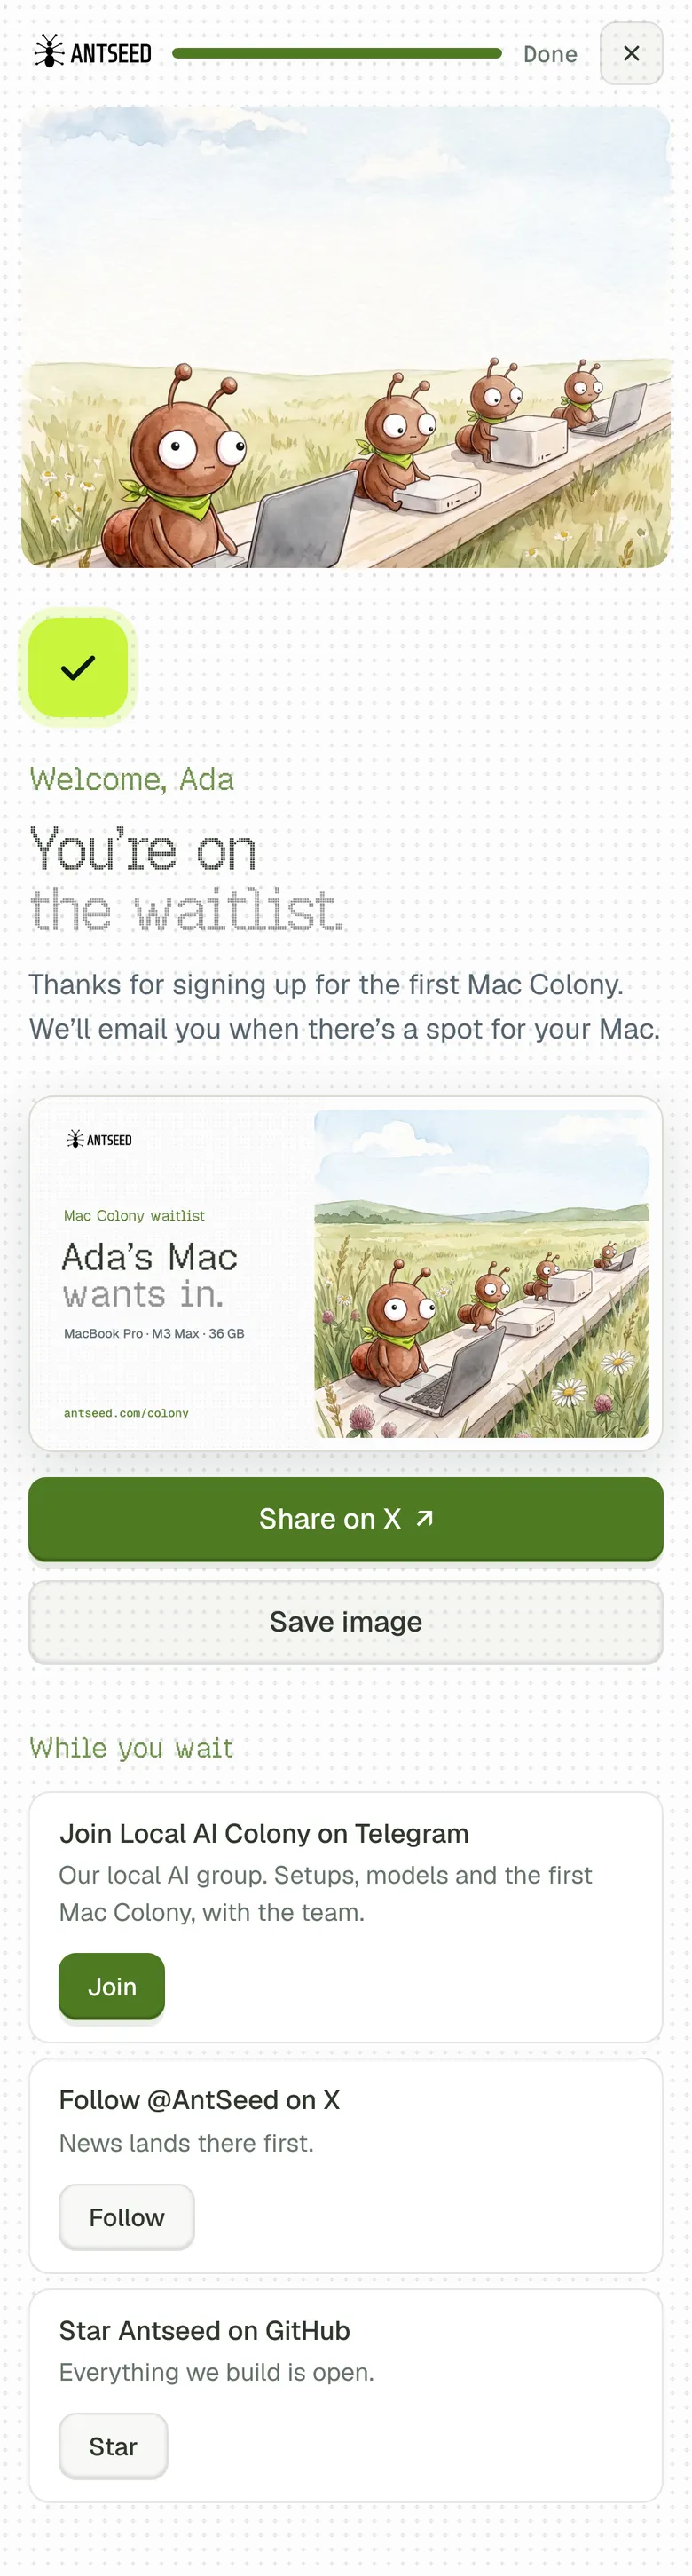 ANTSEED
Done
Welcome, Ada
You’re on
the waitlist.
Thanks for signing up for the first Mac Colony.
We’ll email you when there’s a spot for your Mac.
ANTSEED
Mac Colony waitlist
Ada’s Mac
wants in.
MacBook Pro · M3 Max · 36 GB
antseed.com/colony
Share on X ↗
Save image
While you wait
Join Local AI Colony on Telegram
Our local AI group. Setups, models and the first
Mac Colony, with the team.
Join
Follow @AntSeed on X
News lands there first.
Follow
Star Antseed on GitHub
Everything we build is open.
Star